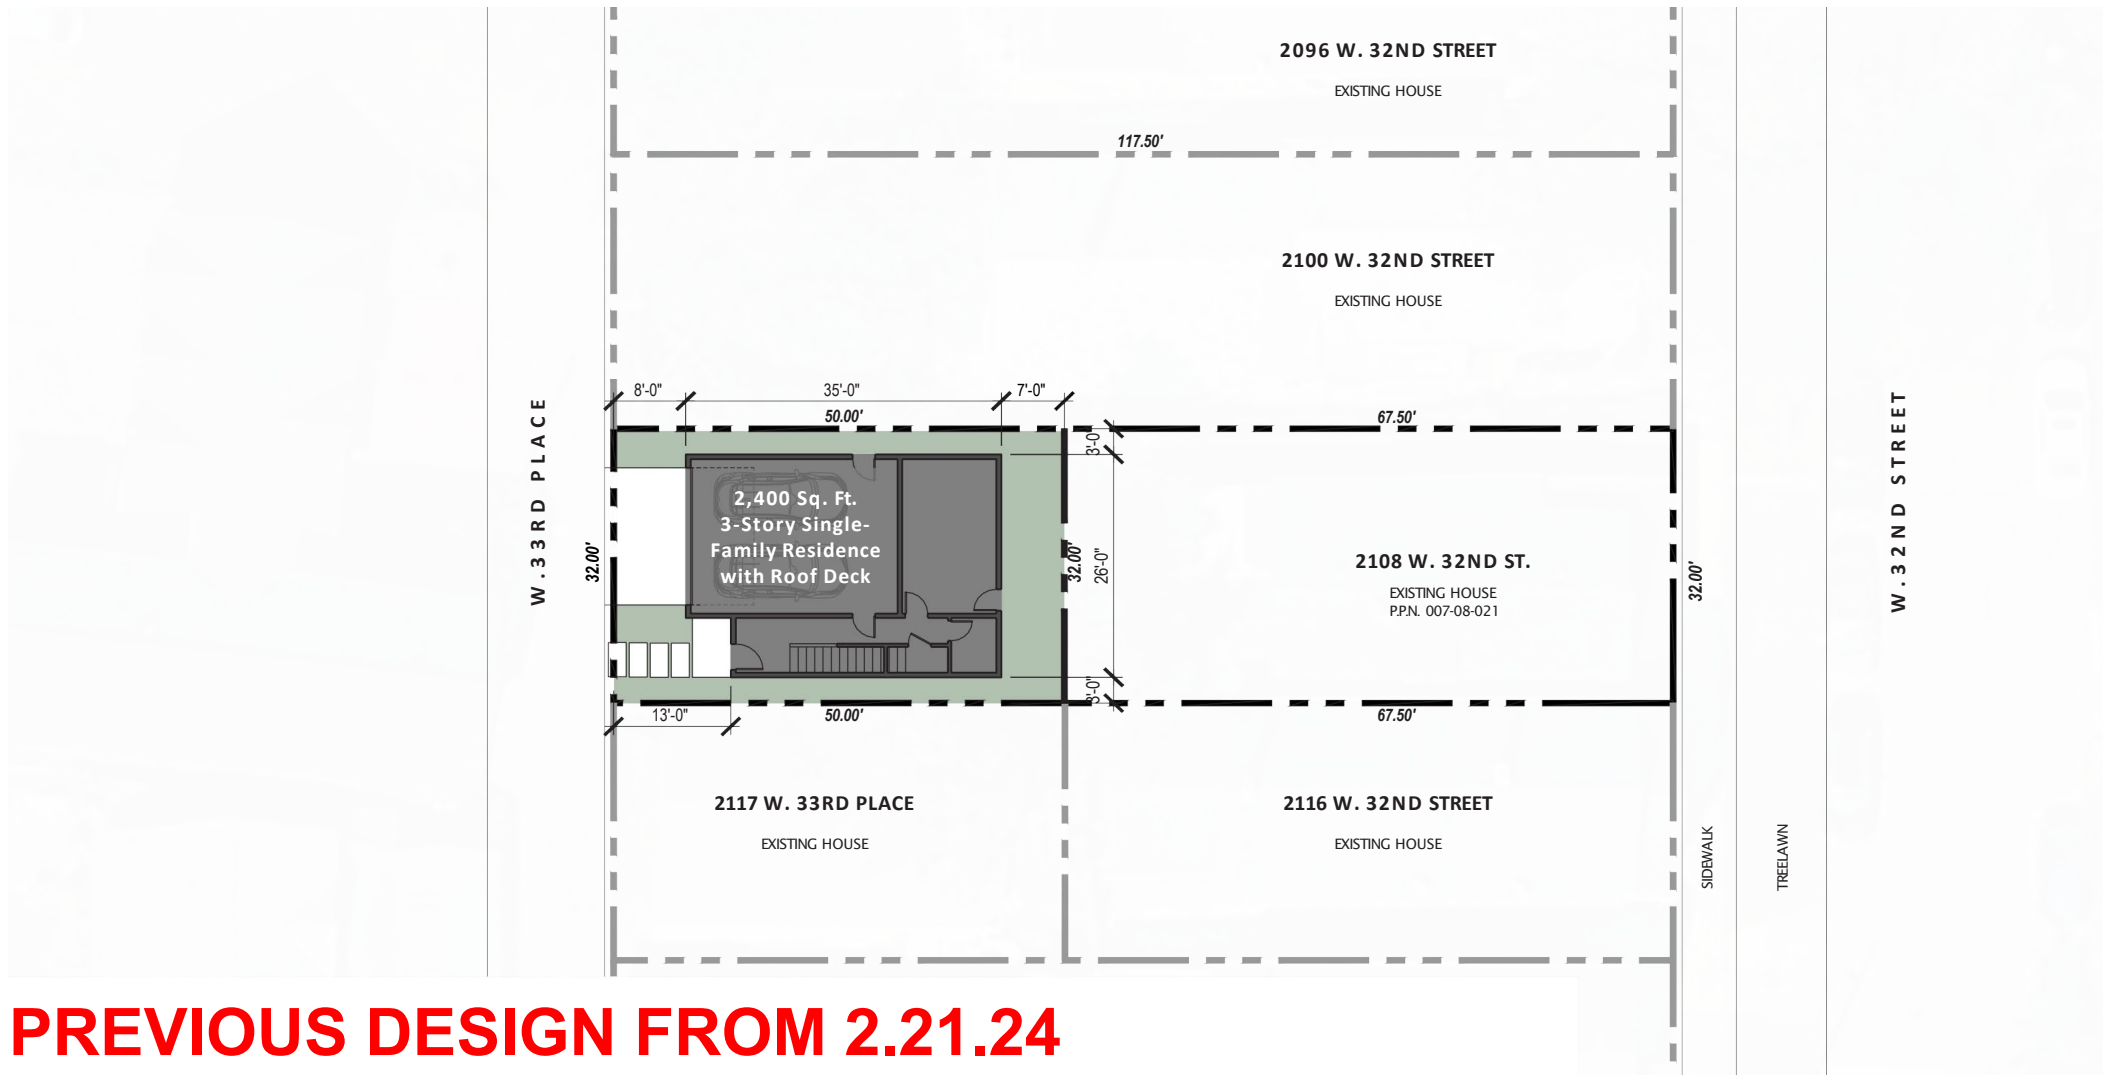 2096 W. 32ND STREET
EXISTING HOUSE
117.50'
2100 W. 32ND STREET
EXISTING HOUSE
8'-0"
35'-0"
7'-0"
50.00'
67.50'
3'-0"
W.33RD PLACE
32.00'
2,400 Sq. Ft.
3-Story Single-
Family Residence
with Roof Deck
32.00'
26'-0"
2108 W. 32ND ST.
EXISTING HOUSE
P.P.N. 007-08-021
32.00'
W.32ND STREET
3'-0"
13'-0"
50.00'
67.50'
2117 W. 33RD PLACE
EXISTING HOUSE
2116 W. 32ND STREET
EXISTING HOUSE
SIDEWALK
TREELAWN
PREVIOUS DESIGN FROM 2.21.24